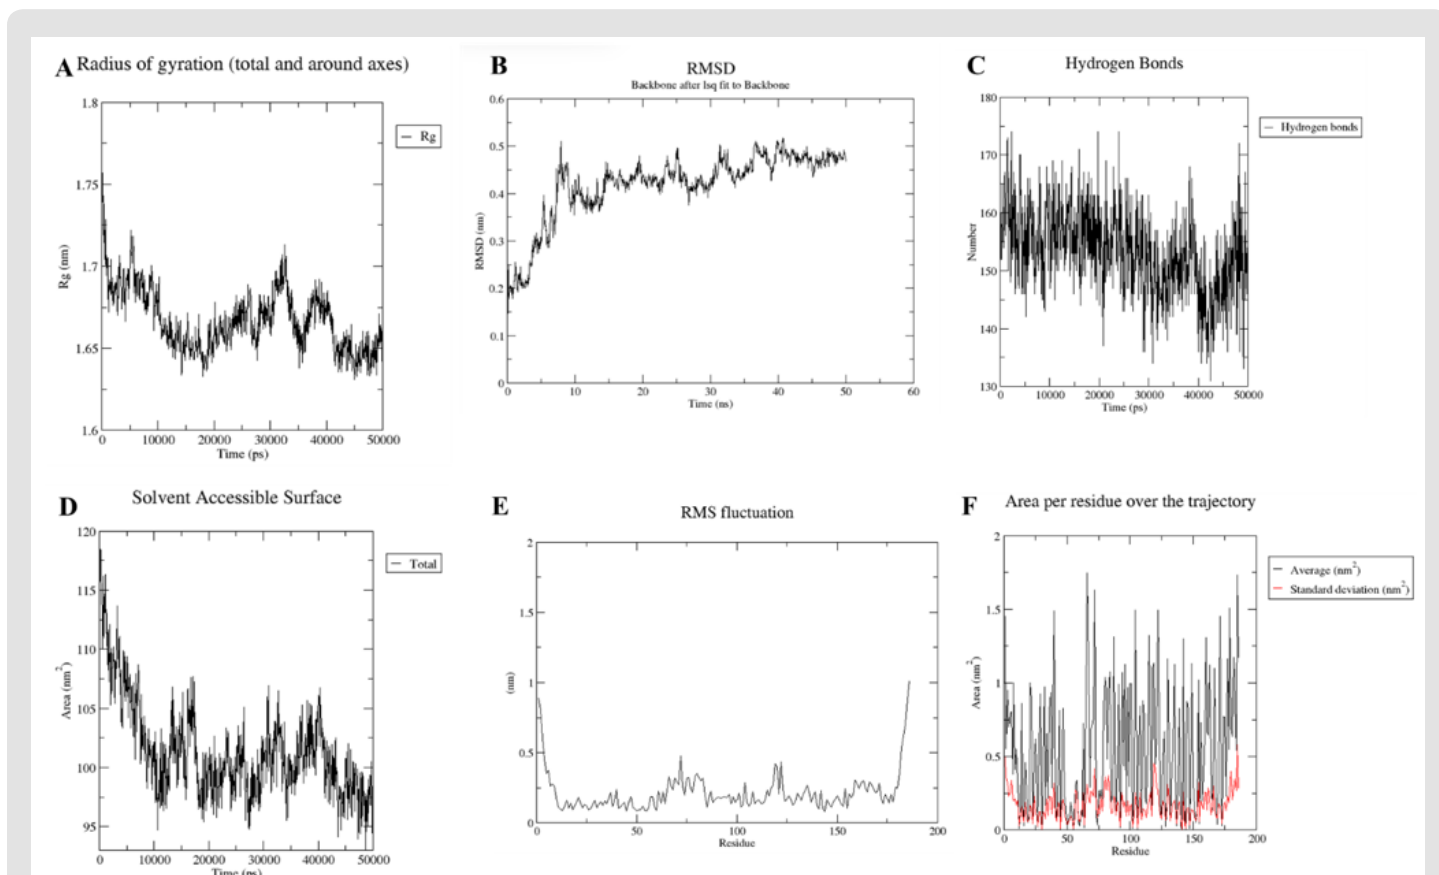 A Radius of gyration (total and around axes)
1.8
1.75
1.7
1.65
1.6
Rg (nm)
Rg
0 10000 20000 30000 40000 50000
Time (ps)
B RMSD
Backbone after lsq fit to Backbone
0.6
0.5
0.4
0.3
0.2
0.1
0
RMSD (nm)
0 10 20 30 40 50 60
Time (ns)
C Hydrogen Bonds
180
170
160
150
140
130
Number
Hydrogen bonds
0 10000 20000 30000 40000 50000
Time (ps)
D Solvent Accessible Surface
120
115
110
105
100
95
Area (nm²)
Total
0 10000 20000 30000 40000 50000
Time (ps)
E RMS fluctuation
2
1.5
1
0.5
0
(nm)
0 50 100 150 200
Residue
F Area per residue over the trajectory
2
1.5
1
0.5
0
Area (nm²)
Average (nm²)
Standard deviation (nm²)
0 50 100 150 200
Residue